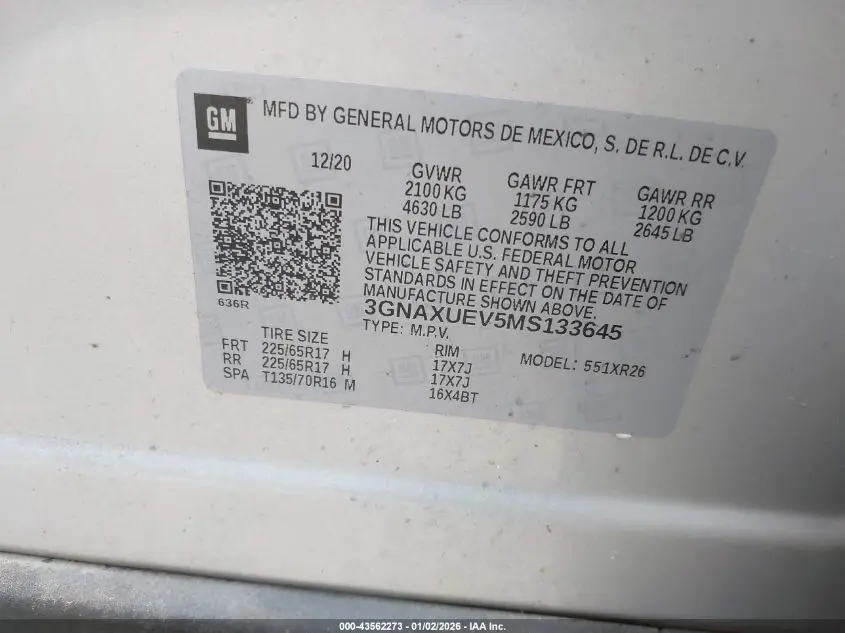 GM
MFD BY GENERAL MOTORS DE MEXICO, S. DE R.L. DE C.V.
12/20
GVWR GAWR FRT GAWR RR
2100 KG 1175 KG 1200 KG
4630 LB 2590 LB 2645 LB
THIS VEHICLE CONFORMS TO ALL
APPLICABLE U.S. FEDERAL MOTOR
VEHICLE SAFETY AND THEFT PREVENTION
STANDARDS IN EFFECT ON THE DATE OF
MANUFACTURE SHOWN ABOVE.
636R
3GNAXUEV5MS133645
TYPE: M.P.V.
MODEL: 551XR26
TIRE SIZE RIM
FRT 225/65R17 H 17X7J
RR 225/65R17 H 17X7J
SPA T135/70R16 M 16X4BT
000-43562273 - 01/02/2026 - IAA Inc.